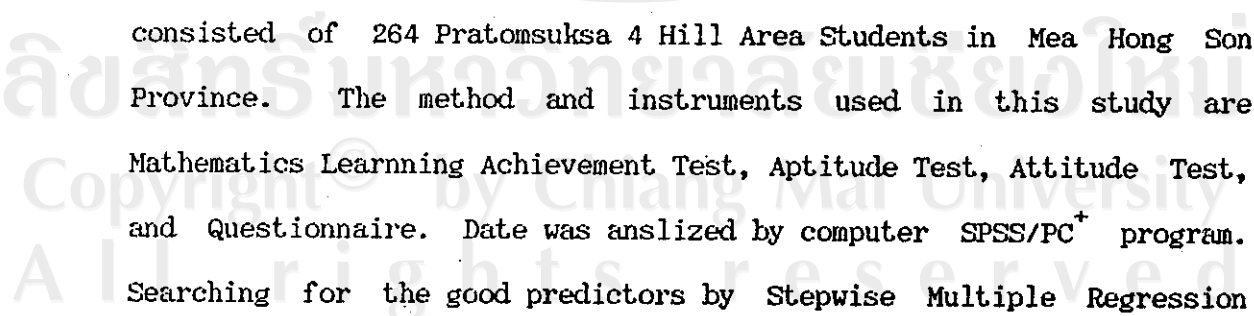 consisted of 264 Pratomsuksa 4 Hill Area Students in Mea Hong Son
ลิขสิทธิ์มหาวิทยาลัยเชียงใหม่
Province. The method and instruments used in this study are
Mathematics Learnning Achievement Test, Aptitude Test, Attitude Test,
Copyright© by Chiang Mai University
and Questionnaire. Date was anslized by computer SPSS/PC+ program.
All rights reserved
Searching for the good predictors by Stepwise Multiple Regression